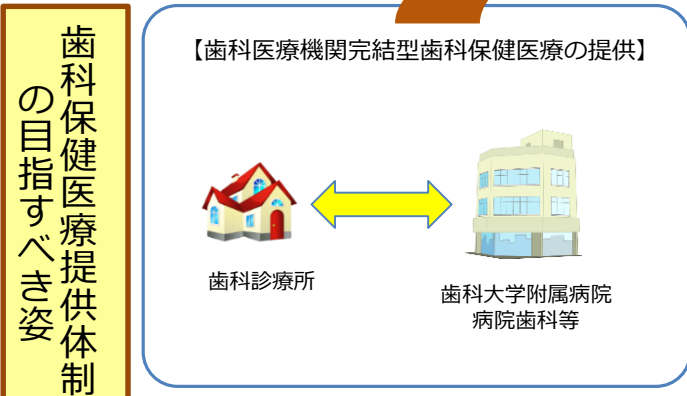 歯科保健医療提供体制
の目指すべき姿
【歯科医療機関完結型歯科保健医療の提供】
歯科診療所
歯科大学附属病院
病院歯科等